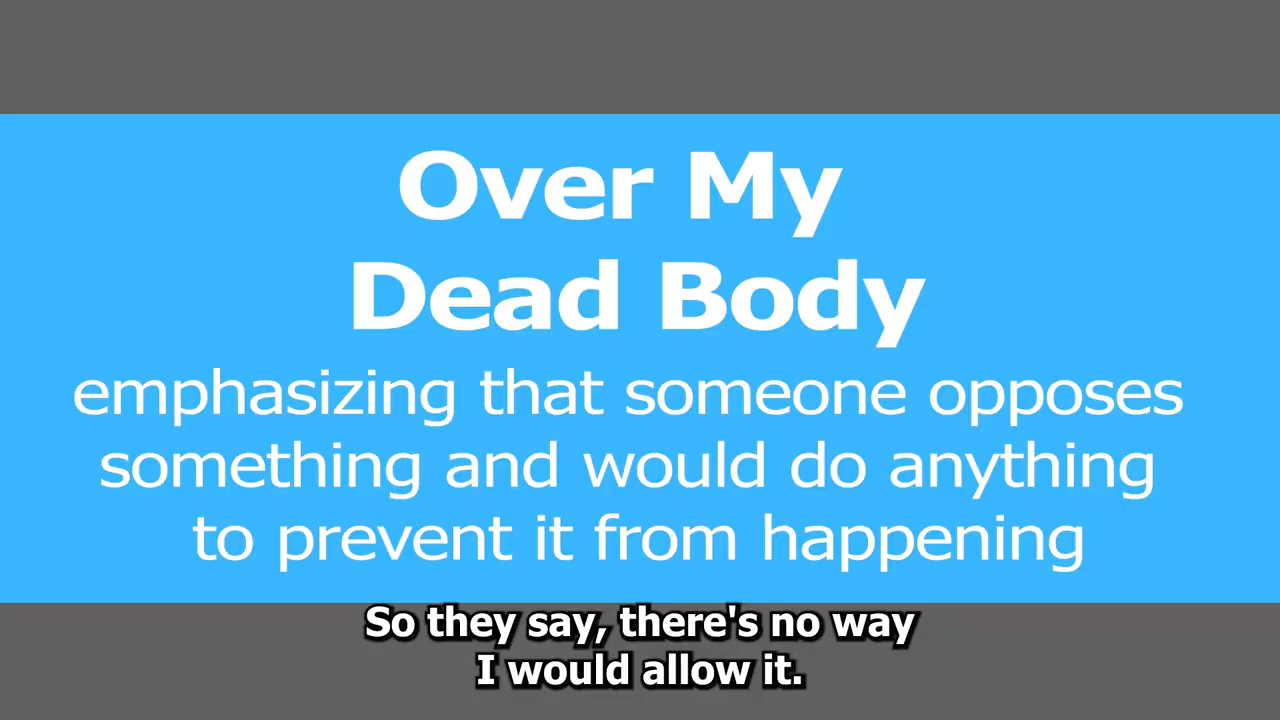 Over My
Dead Body
emphasizing that someone opposes
something and would do anything
to prevent it from happening
So they say, there's no way
I would allow it.